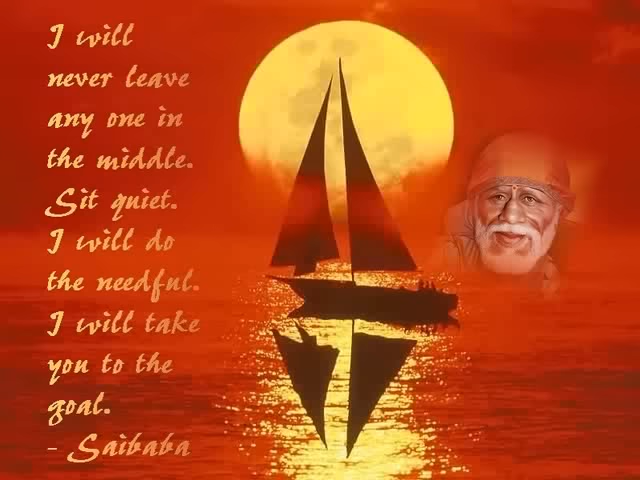 I will
never leave
any one in
the middle.
Sit quiet.
I will do
the needful.
I will take
you to the
goal.
- Saibaba